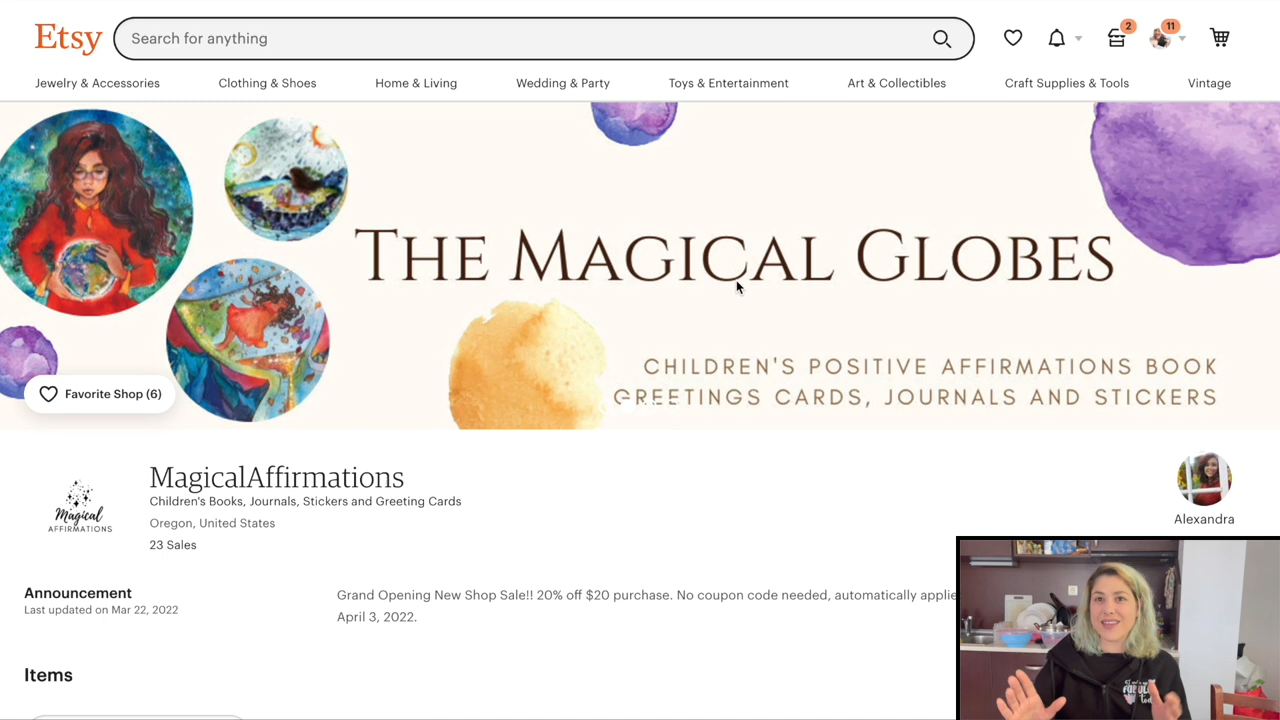 Etsy
Search for anything
2
11
Jewelry & Accessories
Clothing & Shoes
Home & Living
Wedding & Party
Toys & Entertainment
Art & Collectibles
Craft Supplies & Tools
Vintage
THE MAGICAL GLOBES
CHILDREN'S POSITIVE AFFIRMATIONS BOOK
GREETINGS CARDS, JOURNALS AND STICKERS
Favorite Shop (6)
Magical
AFFIRMATIONS
MagicalAffirmations
Children's Books, Journals, Stickers and Greeting Cards
Oregon, United States
23 Sales
Alexandra
Announcement
Last updated on Mar 22, 2022
Grand Opening New Shop Sale!! 20% off $20 purchase. No coupon code needed, automatically applie
April 3, 2022.
Items